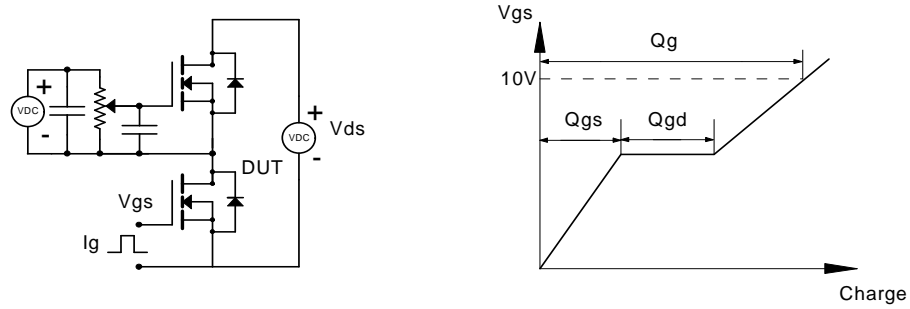 +
VDC
-
Vgs
Ig
DUT
+
VDC
-
Vds
Vgs
10V
Qg
Qgs
Qgd
Charge